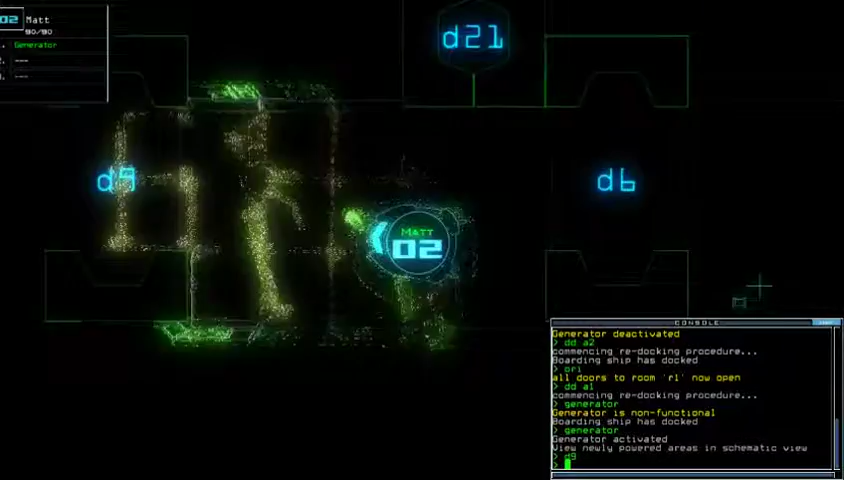 02 Matt
90/90
1. Generator
2. ---
3. ---
d21
d9
d6
MATT
02
CONSOLE
Generator deactivated
> dd a2
commencing re-docking procedure...
Boarding ship has docked
> ori
all doors to room 'r1' now open
> dd a1
commencing re-docking procedure...
> generator
Generator is non-functional
Boarding ship has docked
> generator
Generator activated
View newly powered areas in schematic view
> d9
>